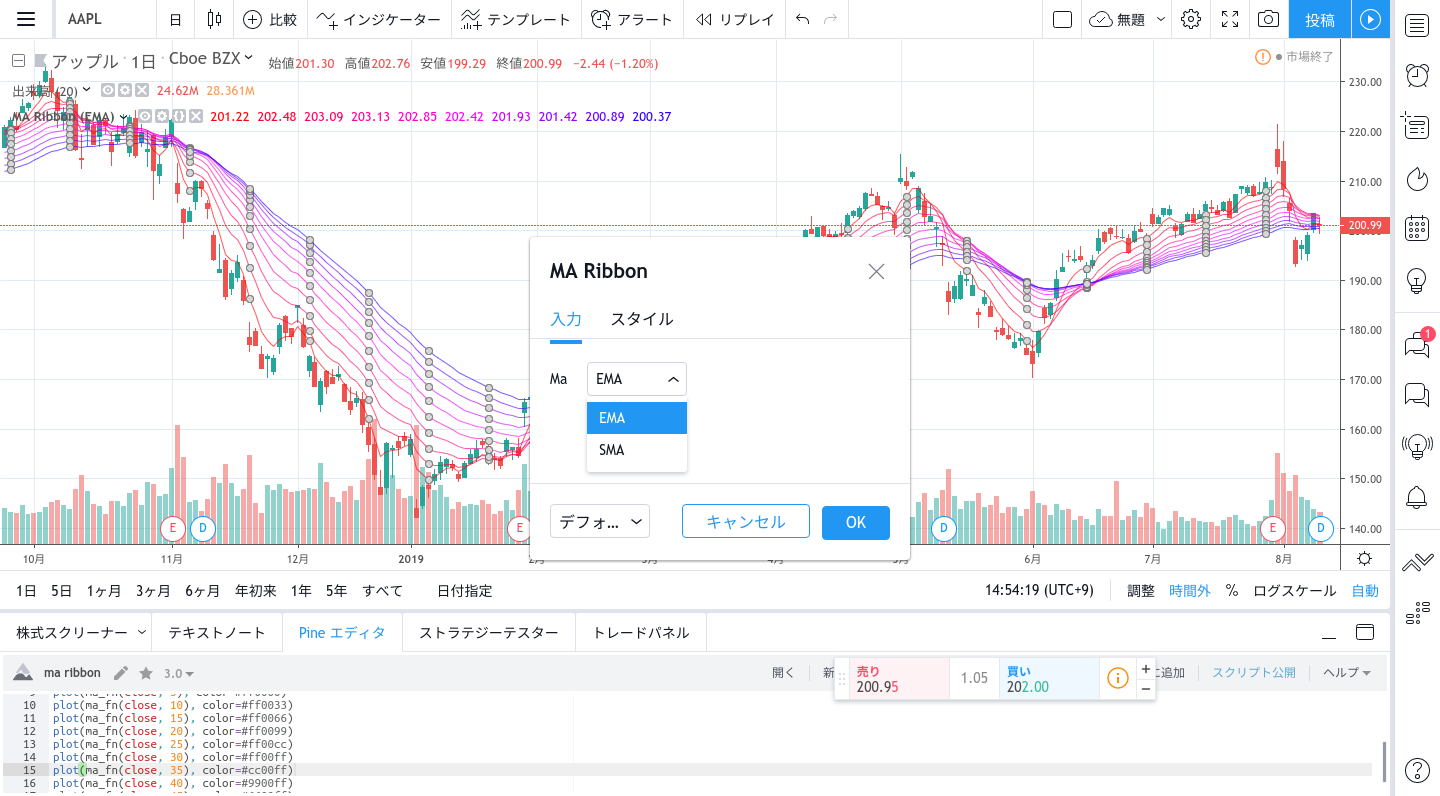 AAPL 日 比較 インジケーター テンプレート アラート リプレイ 無題 投稿
アップル · 1日 · Cboe BZX 始値201.30 高値202.76 安値199.29 終値200.99 −2.44 (−1.20%) 市場終了
出来高 (20) 24.62M 28.361M
MA Ribbon (EMA) 201.22 202.48 203.09 203.13 202.85 202.42 201.93 201.42 200.89 200.37
230.00
220.00
210.00
200.99
190.00
180.00
170.00
160.00
150.00
140.00
1
MA Ribbon
入力 スタイル
Ma EMA
EMA
SMA
デフォ... キャンセル OK
E D E D E D
10月 11月 12月 2019 2月 3月 4月 5月 6月 7月 8月
1日 5日 1ヶ月 3ヶ月 6ヶ月 年初来 1年 5年 すべて 日付指定 14:54:19 (UTC+9) 調整 時間外 % ログスケール 自動
株式スクリーナー テキストノート Pine エディタ ストラテジーテスター トレードパネル
ma ribbon 3.0 開く 新 に追加 スクリプト公開 ヘルプ
売り
200.95
1.05
買い
202.00
10 plot(ma_fn(close, 10), color=#ff0033)
11 plot(ma_fn(close, 15), color=#ff0066)
12 plot(ma_fn(close, 20), color=#ff0099)
13 plot(ma_fn(close, 25), color=#ff00cc)
14 plot(ma_fn(close, 30), color=#ff00ff)
15 plot(ma_fn(close, 35), color=#cc00ff)
16 plot(ma_fn(close, 40), color=#9900ff)